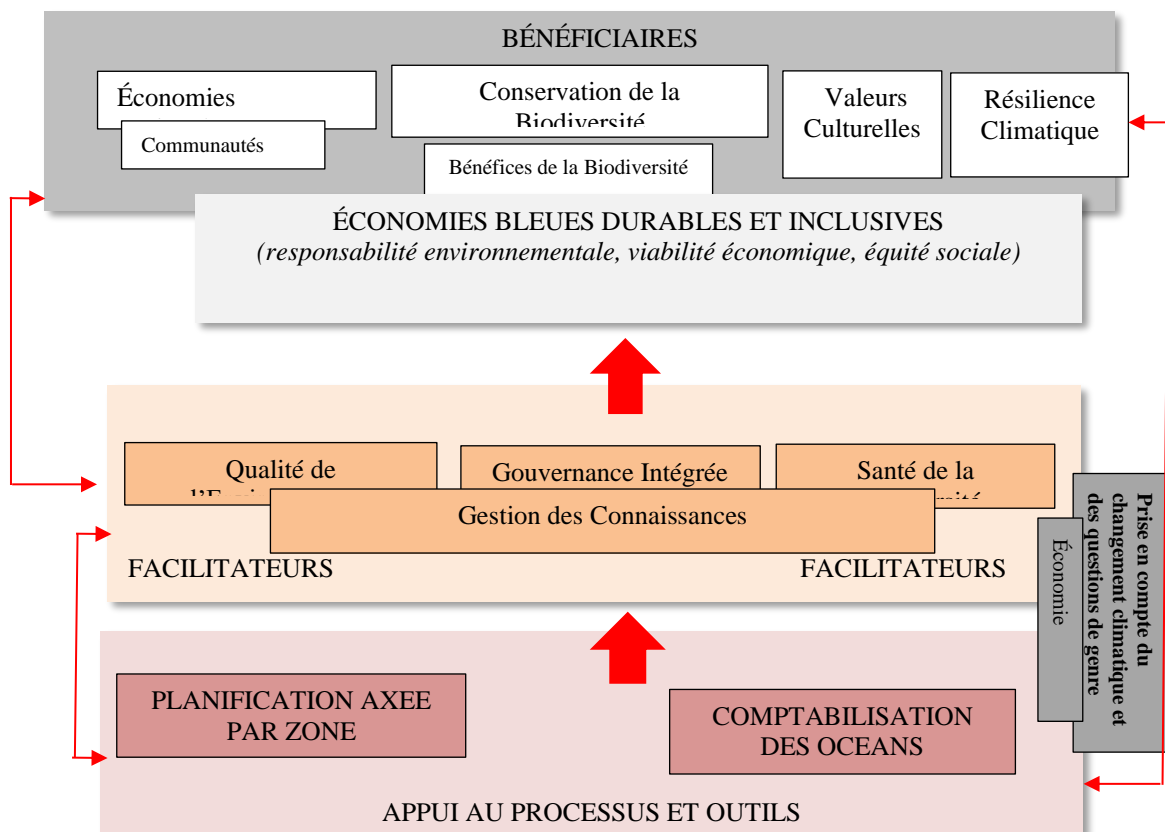 BÉNÉFICIAIRES
Économies
Communautés
Conservation de la
Biodiversité
Bénéfices de la Biodiversité
Valeurs
Culturelles
Résilience
Climatique
ÉCONOMIES BLEUES DURABLES ET INCLUSIVES
(responsabilité environnementale, viabilité économique, équité sociale)
Qualité de
Gouvernance Intégrée
Santé de la
Gestion des Connaissances
FACILITATEURS
FACILITATEURS
Prise en compte du
changement climatique et
des questions de genre
Économie
PLANIFICATION AXEE
PAR ZONE
COMPTABILISATION
DES OCEANS
APPUI AU PROCESSUS ET OUTILS